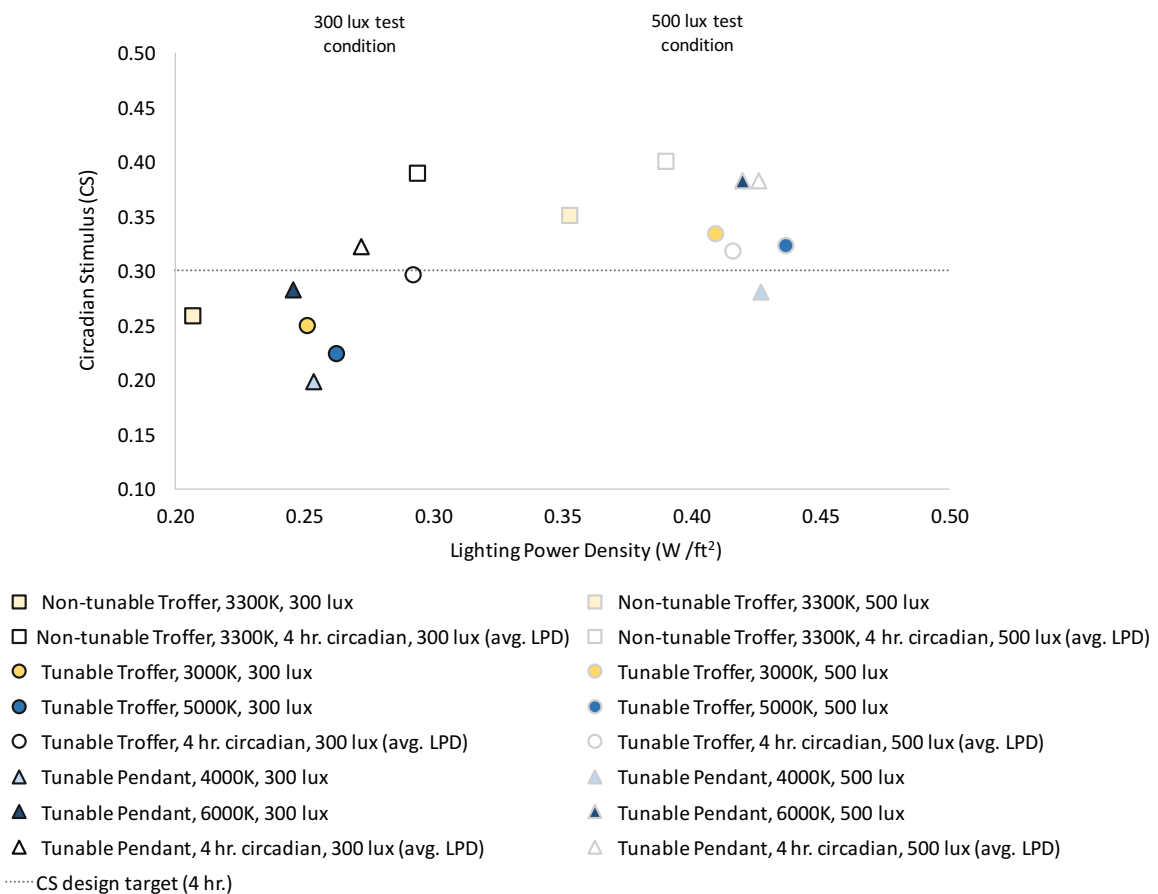 300 lux test
condition
500 lux test
condition
0.50
0.45
0.40
0.35
0.30
0.25
0.20
0.15
0.10
Circadian Stimulus (CS)
0.20 0.25 0.30 0.35 0.40 0.45 0.50
Lighting Power Density (W /ft²)
Non-tunable Troffer, 3300K, 300 lux
Non-tunable Troffer, 3300K, 500 lux
Non-tunable Troffer, 3300K, 4 hr. circadian, 300 lux (avg. LPD)
Non-tunable Troffer, 3300K, 4 hr. circadian, 500 lux (avg. LPD)
Tunable Troffer, 3000K, 300 lux
Tunable Troffer, 3000K, 500 lux
Tunable Troffer, 5000K, 300 lux
Tunable Troffer, 5000K, 500 lux
Tunable Troffer, 4 hr. circadian, 300 lux (avg. LPD)
Tunable Troffer, 4 hr. circadian, 500 lux (avg. LPD)
Tunable Pendant, 4000K, 300 lux
Tunable Pendant, 4000K, 500 lux
Tunable Pendant, 6000K, 300 lux
Tunable Pendant, 6000K, 500 lux
Tunable Pendant, 4 hr. circadian, 300 lux (avg. LPD)
Tunable Pendant, 4 hr. circadian, 500 lux (avg. LPD)
CS design target (4 hr.)